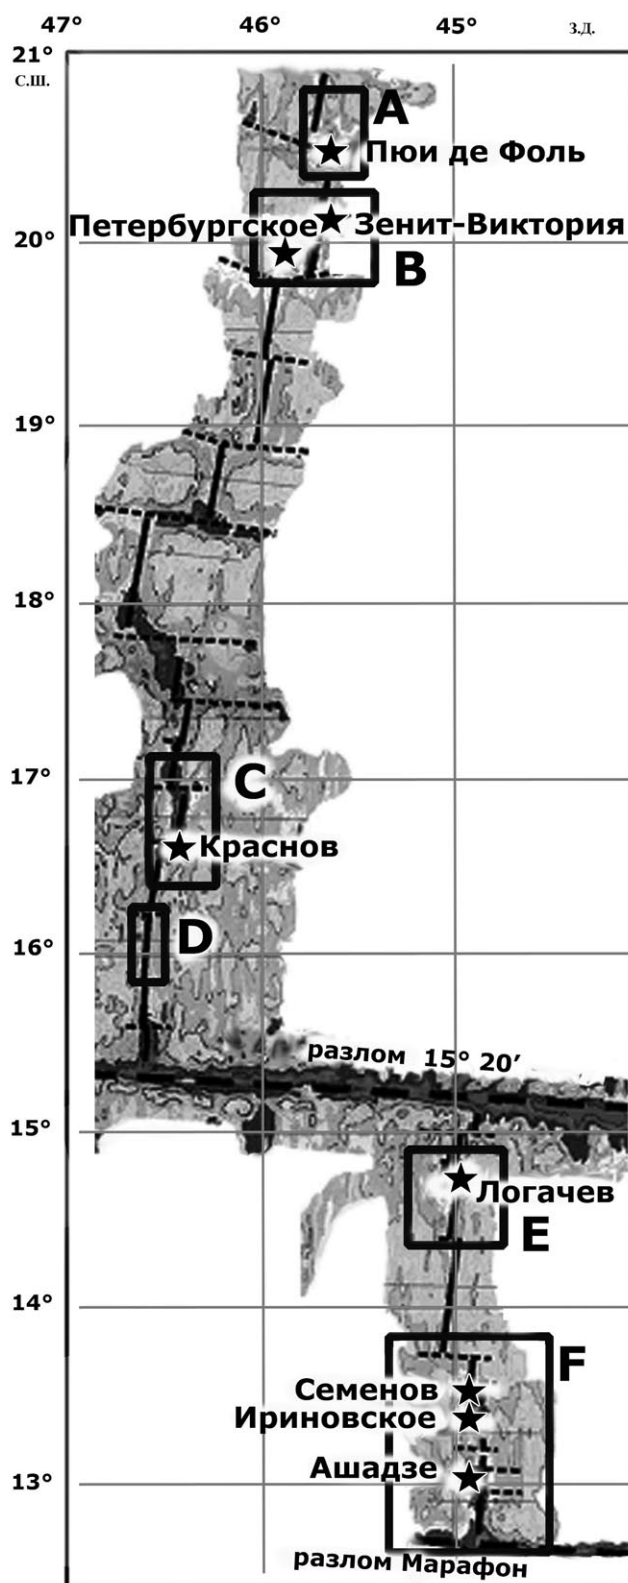 47° 46° 45° з.д.
21°
с.ш.
A
Пюи де Фоль
Петербургское Зенит-Виктория
20°
B
19°
18°
17°
C
Краснов
D
16°
разлом 15° 20'
15°
Логачев
E
14°
F
Семенов
Ириновское
Ашадзе
13°
разлом Марафон